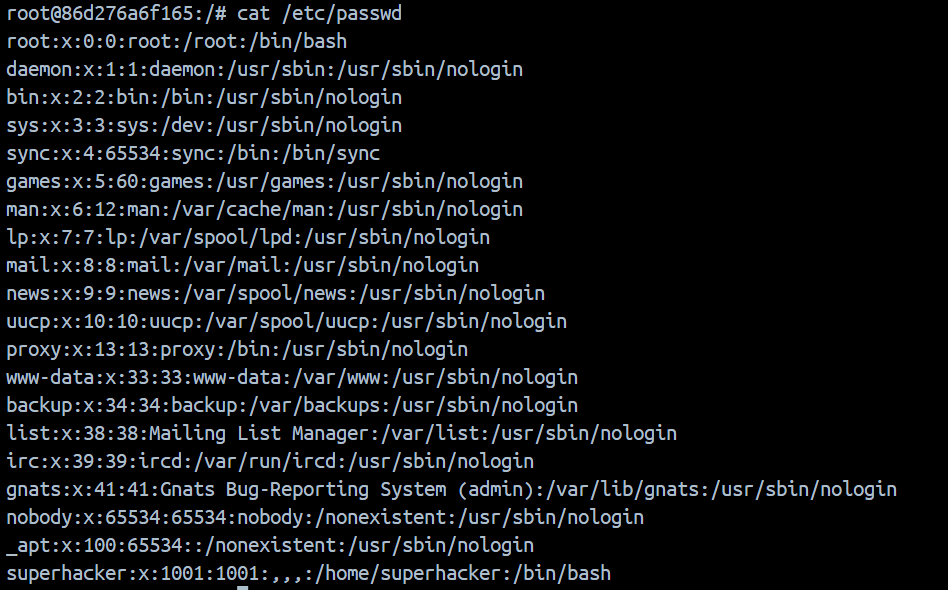 root@86d276a6f165:/# cat /etc/passwd
root:x:0:0:root:/root:/bin/bash
daemon:x:1:1:daemon:/usr/sbin:/usr/sbin/nologin
bin:x:2:2:bin:/bin:/usr/sbin/nologin
sys:x:3:3:sys:/dev:/usr/sbin/nologin
sync:x:4:65534:sync:/bin:/bin/sync
games:x:5:60:games:/usr/games:/usr/sbin/nologin
man:x:6:12:man:/var/cache/man:/usr/sbin/nologin
lp:x:7:7:lp:/var/spool/lpd:/usr/sbin/nologin
mail:x:8:8:mail:/var/mail:/usr/sbin/nologin
news:x:9:9:news:/var/spool/news:/usr/sbin/nologin
uucp:x:10:10:uucp:/var/spool/uucp:/usr/sbin/nologin
proxy:x:13:13:proxy:/bin:/usr/sbin/nologin
www-data:x:33:33:www-data:/var/www:/usr/sbin/nologin
backup:x:34:34:backup:/var/backups:/usr/sbin/nologin
list:x:38:38:Mailing List Manager:/var/list:/usr/sbin/nologin
irc:x:39:39:ircd:/var/run/ircd:/usr/sbin/nologin
gnats:x:41:41:Gnats Bug-Reporting System (admin):/var/lib/gnats:/usr/sbin/nologin
nobody:x:65534:65534:nobody:/nonexistent:/usr/sbin/nologin
_apt:x:100:65534::/nonexistent:/usr/sbin/nologin
superhacker:x:1001:1001:,,,:/home/superhacker:/bin/bash